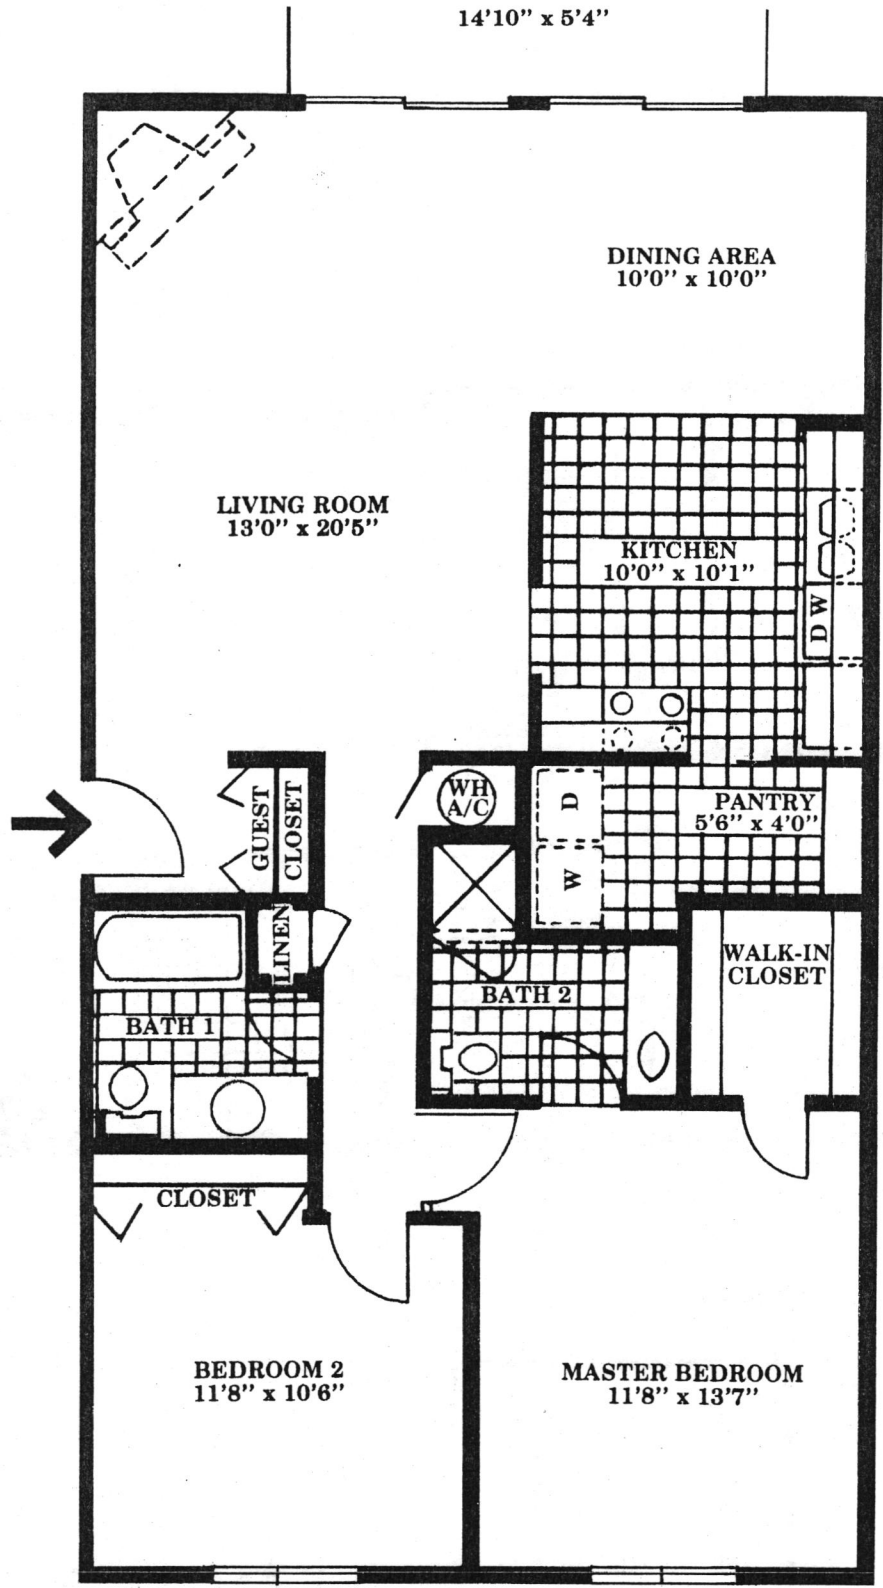 14'10" x 5'4"
DINING AREA
10'0" x 10'0"
LIVING ROOM
13'0" x 20'5"
KITCHEN
10'0" x 10'1"
D W
WH
A/C
GUEST
CLOSET
D
W
PANTRY
5'6" x 4'0"
LINEN
WALK-IN
CLOSET
BATH 2
BATH 1
CLOSET
BEDROOM 2
11'8" x 10'6"
MASTER BEDROOM
11'8" x 13'7"